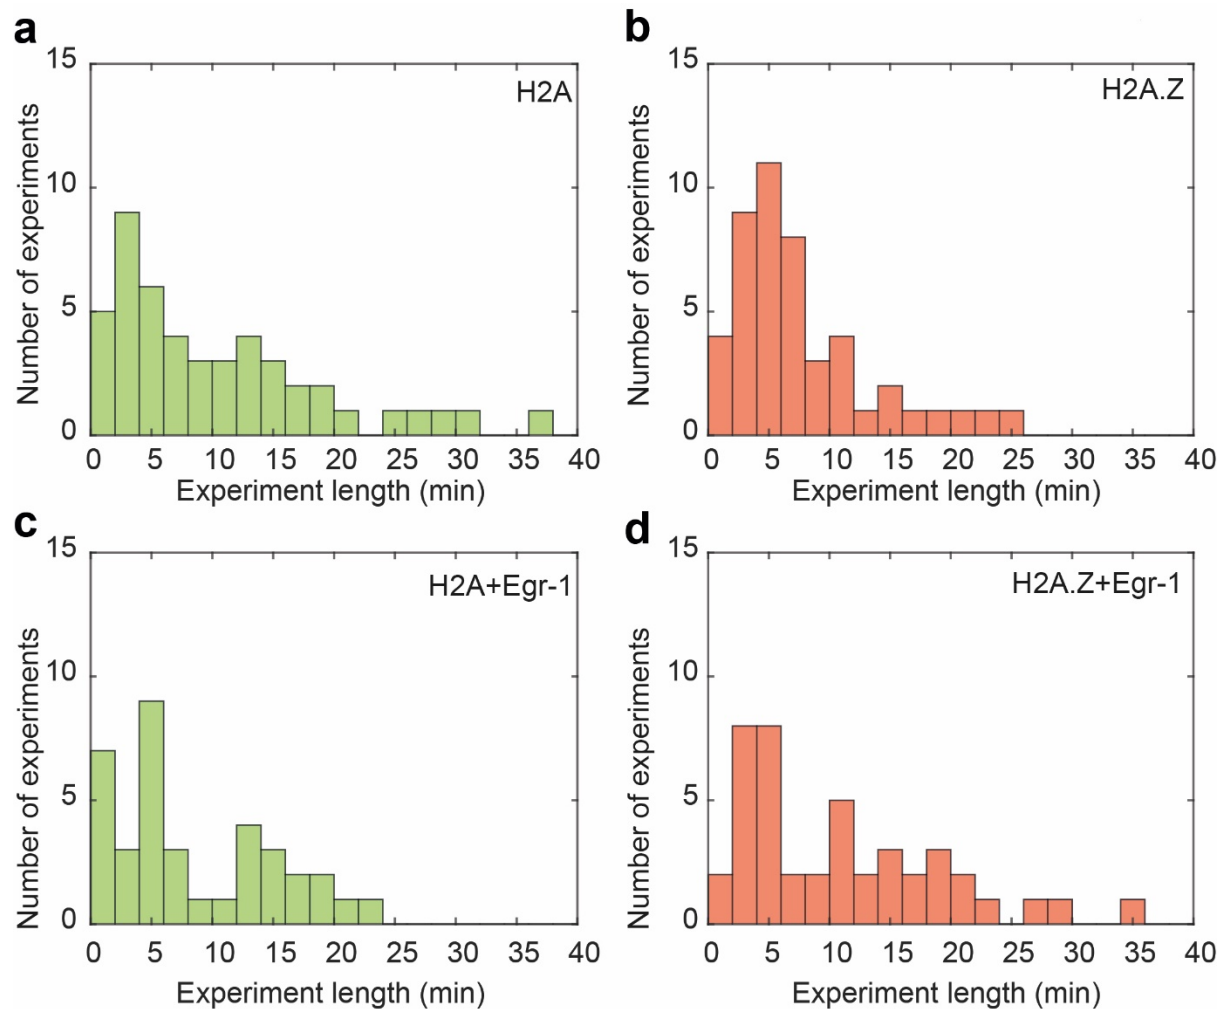 a
15
10
5
0
Number of experiments
H2A
0 5 10 15 20 25 30 35 40
Experiment length (min)
b
15
10
5
0
Number of experiments
H2A.Z
0 5 10 15 20 25 30 35 40
Experiment length (min)
c
15
10
5
0
Number of experiments
H2A+Egr-1
0 5 10 15 20 25 30 35 40
Experiment length (min)
d
15
10
5
0
Number of experiments
H2A.Z+Egr-1
0 5 10 15 20 25 30 35 40
Experiment length (min)